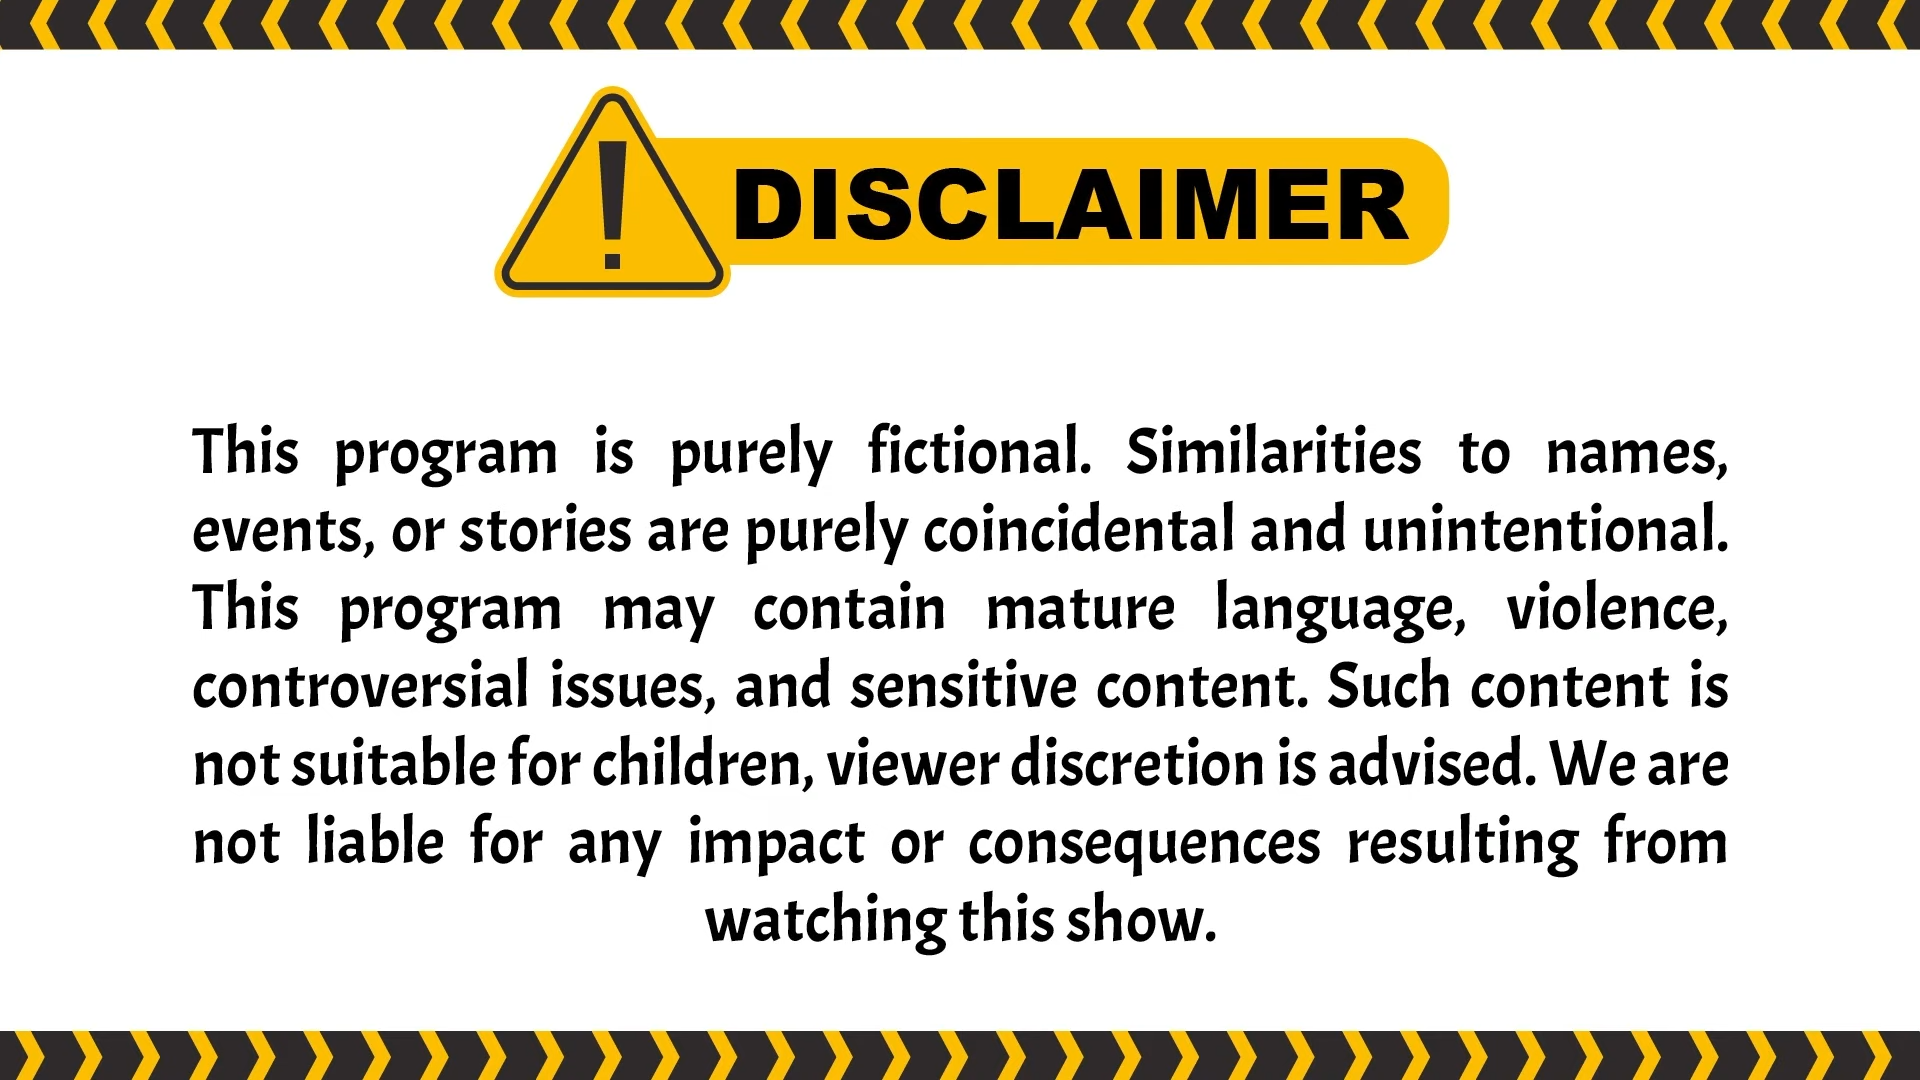 DISCLAIMER
This program is purely fictional. Similarities to names,
events, or stories are purely coincidental and unintentional.
This program may contain mature language, violence,
controversial issues, and sensitive content. Such content is
not suitable for children, viewer discretion is advised. We are
not liable for any impact or consequences resulting from
watching this show.